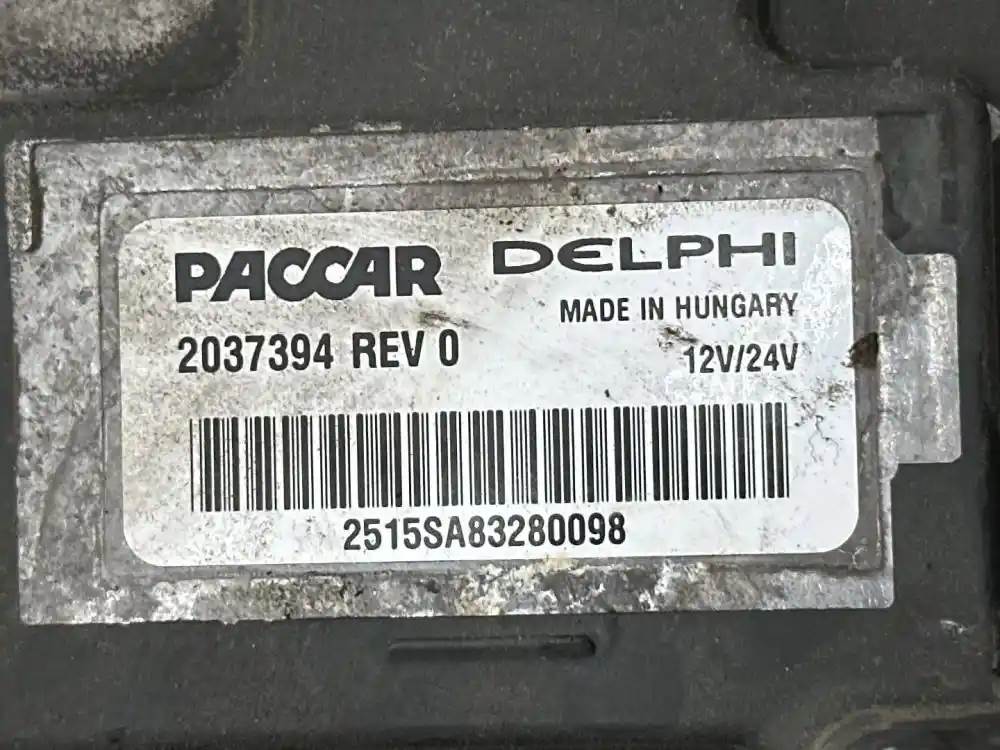 PACCAR DELPHI
MADE IN HUNGARY
2037394 REV 0
12V/24V
2515SA83280098